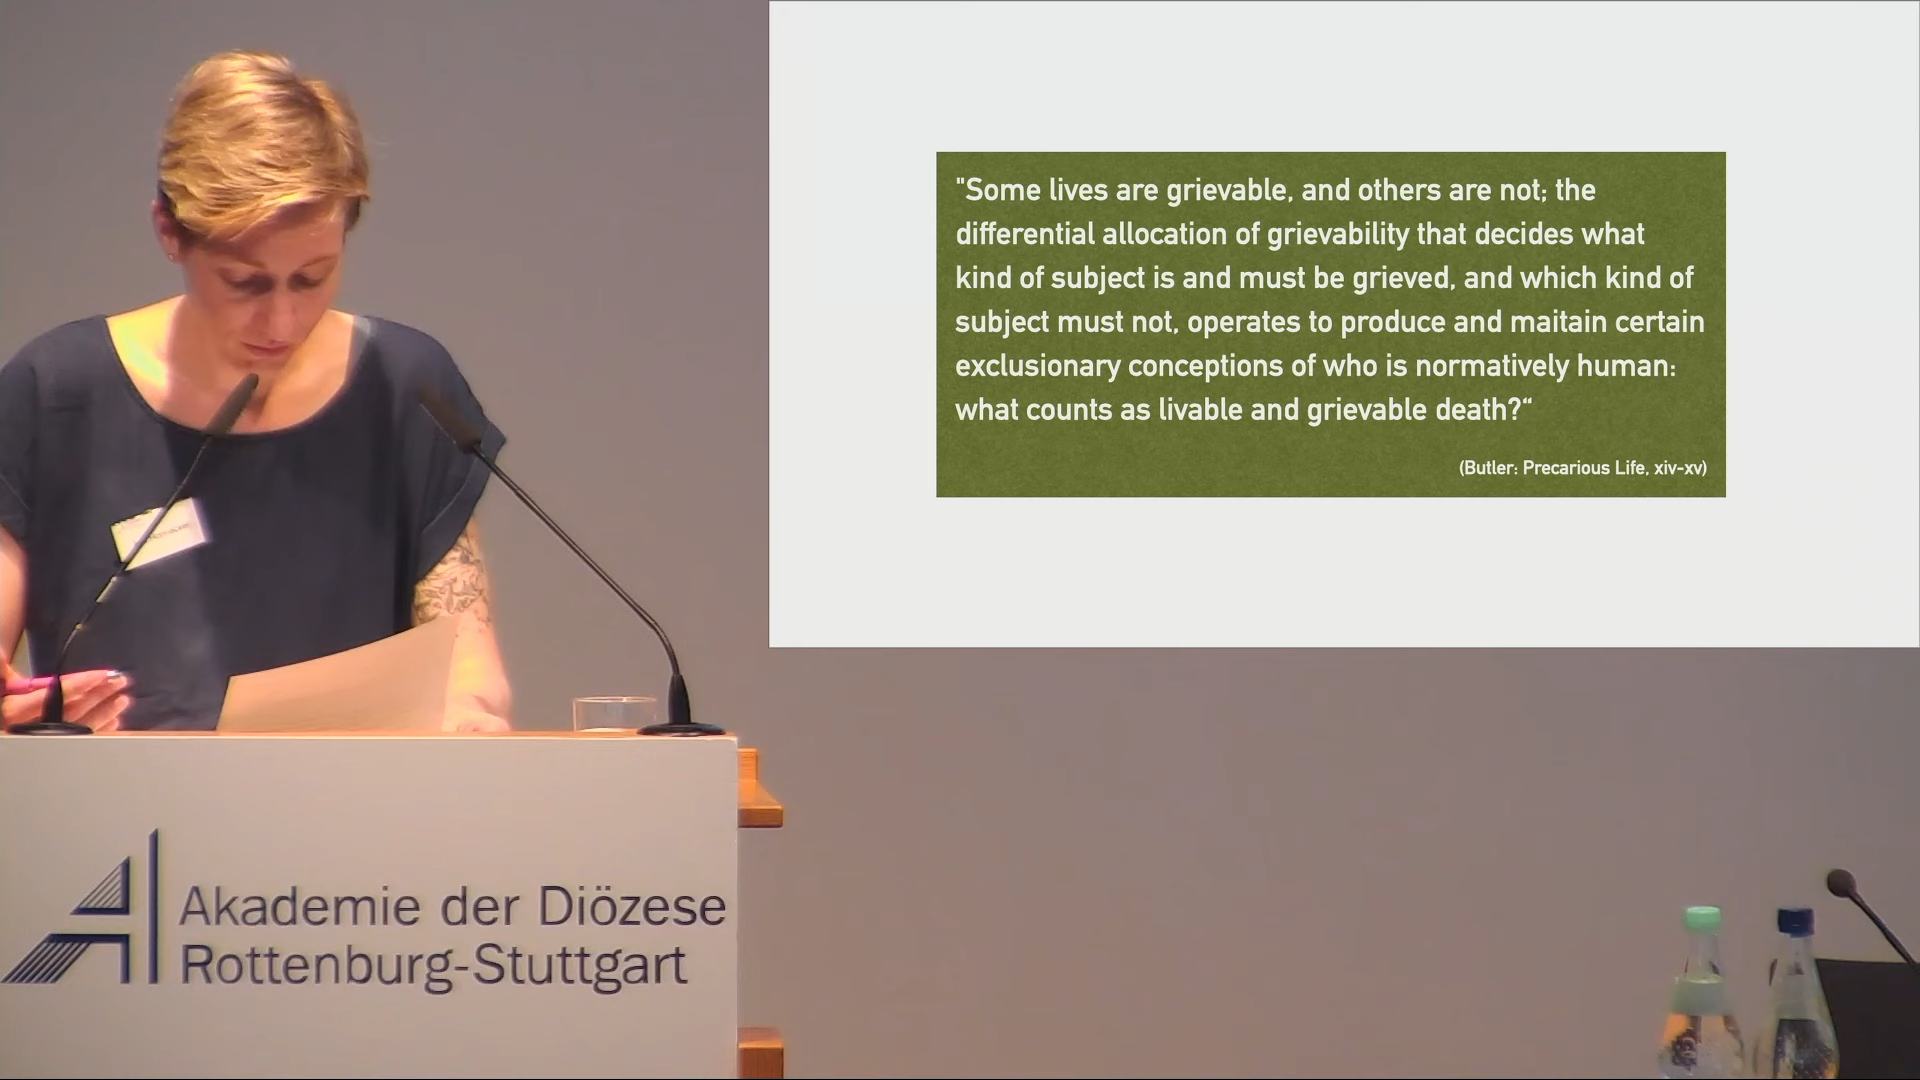 "Some lives are grievable, and others are not; the
differential allocation of grievability that decides what
kind of subject is and must be grieved, and which kind of
subject must not, operates to produce and maitain certain
exclusionary conceptions of who is normatively human:
what counts as livable and grievable death?“
(Butler: Precarious Life, xiv-xv)
Akademie der Diözese
Rottenburg-Stuttgart